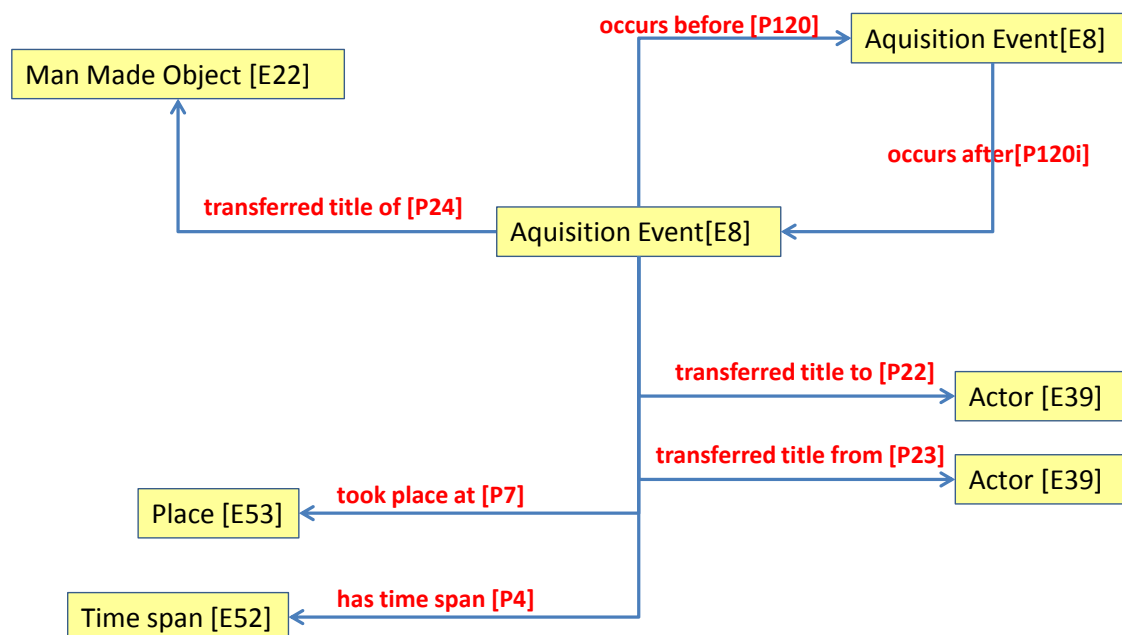 occurs before [P120]
Aquisition Event[E8]
Man Made Object [E22]
occurs after[P120i]
transferred title of [P24]
Aquisition Event[E8]
transferred title to [P22]
Actor [E39]
transferred title from [P23]
Actor [E39]
took place at [P7]
Place [E53]
has time span [P4]
Time span [E52]